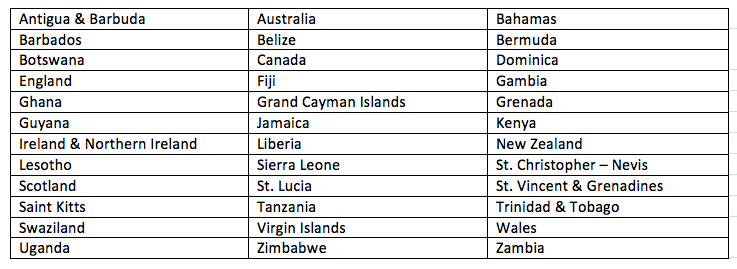 Antigua & Barbuda Australia Bahamas
Barbados Belize Bermuda
Botswana Canada Dominica
England Fiji Gambia
Ghana Grand Cayman Islands Grenada
Guyana Jamaica Kenya
Ireland & Northern Ireland Liberia New Zealand
Lesotho Sierra Leone St. Christopher – Nevis
Scotland St. Lucia St. Vincent & Grenadines
Saint Kitts Tanzania Trinidad & Tobago
Swaziland Virgin Islands Wales
Uganda Zimbabwe Zambia